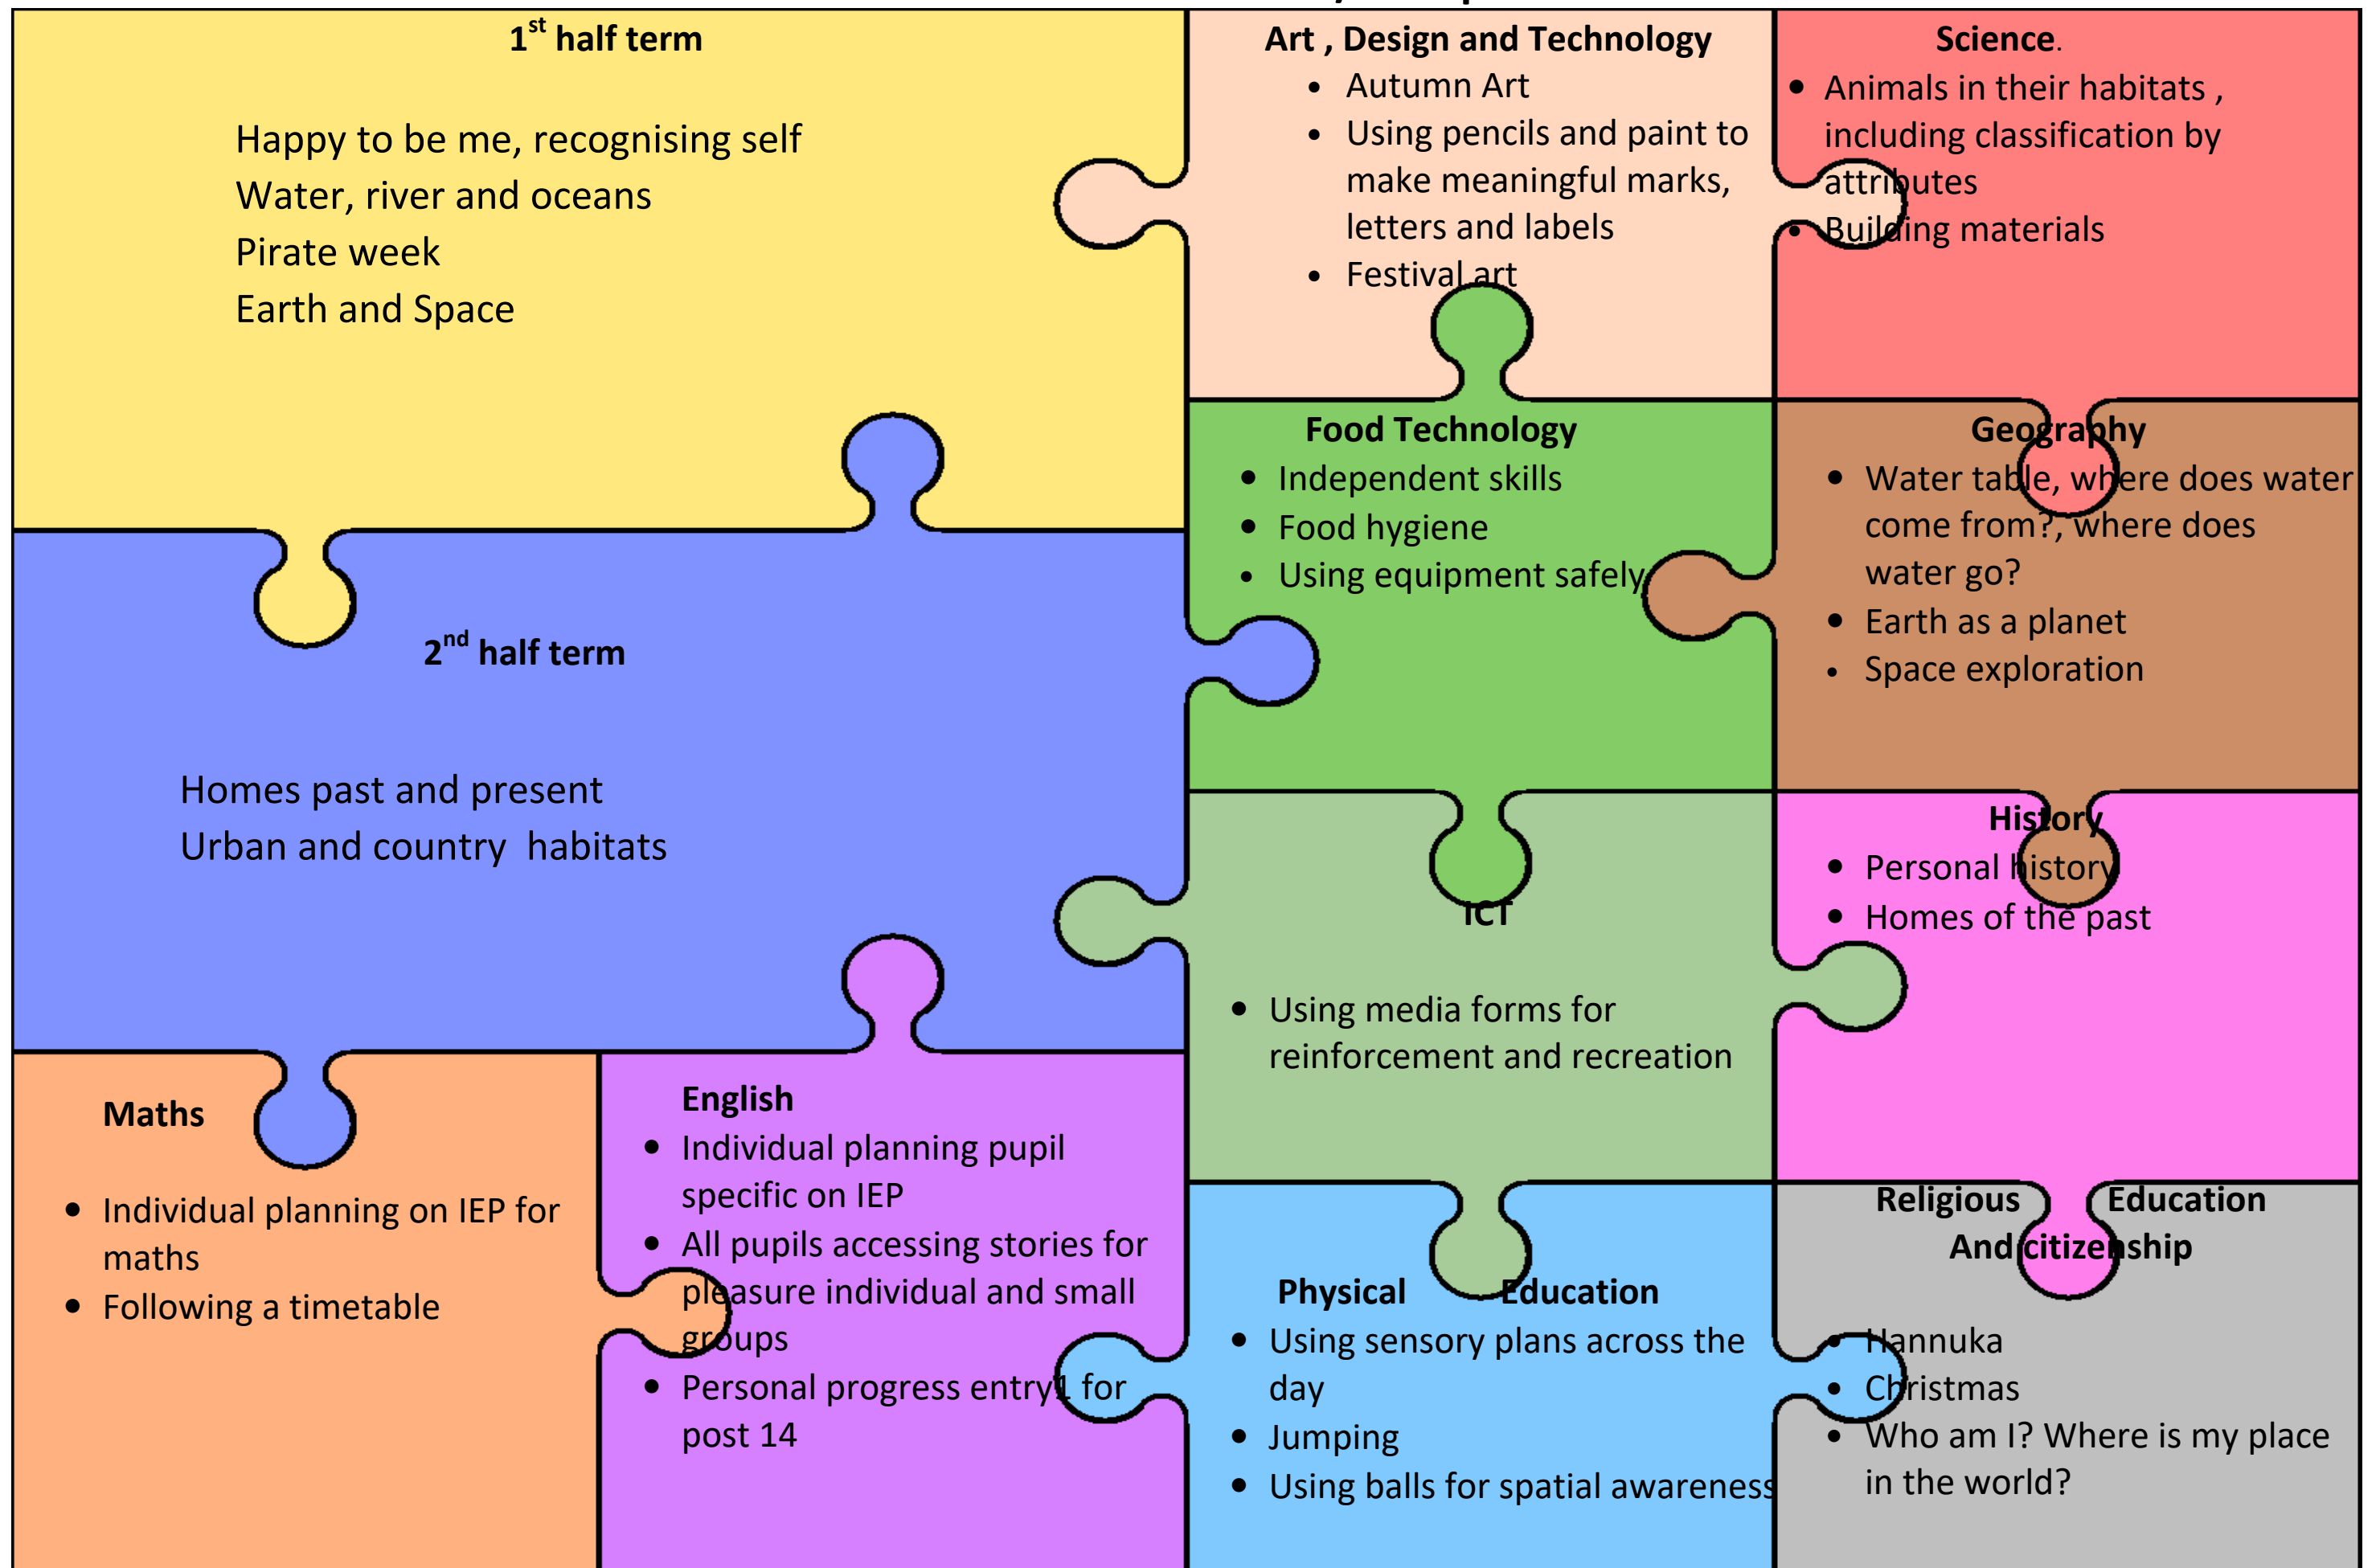 1st half term
Happy to be me, recognising self
Water, river and oceans
Pirate week
Earth and Space
Art , Design and Technology
• Autumn Art
• Using pencils and paint to
make meaningful marks,
letters and labels
• Festival art
Science.
• Animals in their habitats ,
including classification by
attributes
• Building materials
Food Technology
• Independent skills
• Food hygiene
• Using equipment safely
Geography
• Water table, where does water
come from?, where does
water go?
• Earth as a planet
• Space exploration
2nd half term
Homes past and present
Urban and country habitats
ICT
• Using media forms for
reinforcement and recreation
History
• Personal history
• Homes of the past
Maths
• Individual planning on IEP for
maths
• Following a timetable
English
• Individual planning pupil
specific on IEP
• All pupils accessing stories for
pleasure individual and small
groups
• Personal progress entry1 for
post 14
Physical Education
• Using sensory plans across the
day
• Jumping
• Using balls for spatial awareness
Religious Education
And citizenship
• Hannuka
• Christmas
• Who am I? Where is my place
in the world?